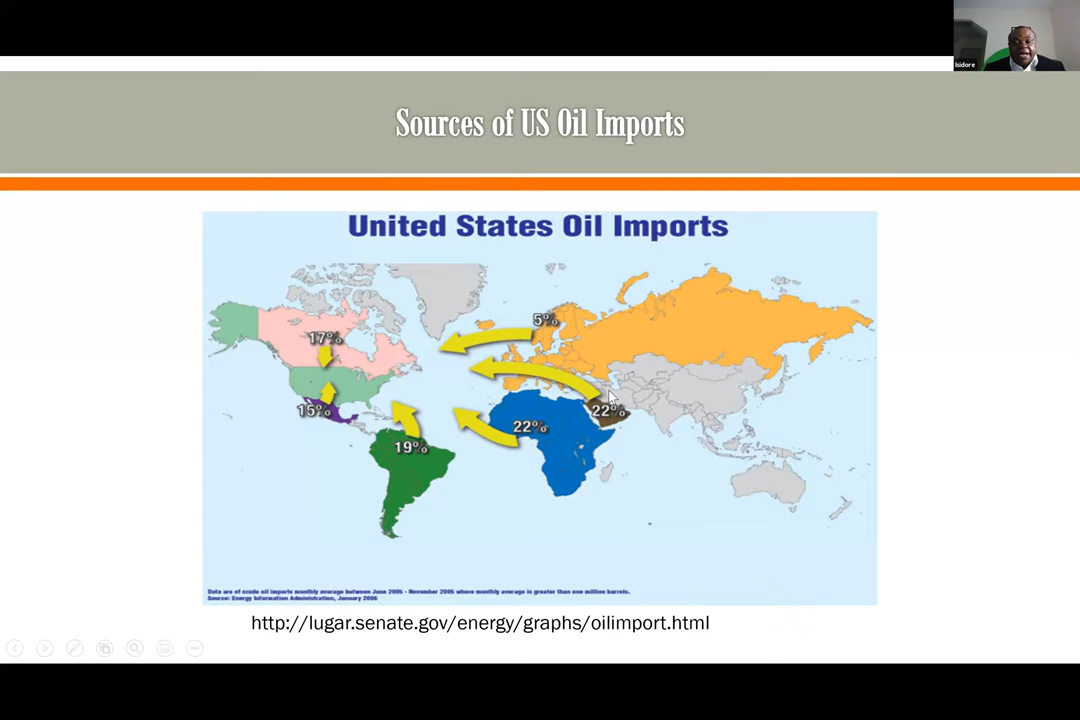 Isidore
Sources of US Oil Imports
United States Oil Imports
5%
17%
15%
22%
22%
19%
Data are of crude oil imports monthly average between June 2005 - November 2005 where monthly average is greater than one million barrels.
Source: Energy Information Administration, January 2006
http://lugar.senate.gov/energy/graphs/oilimport.html